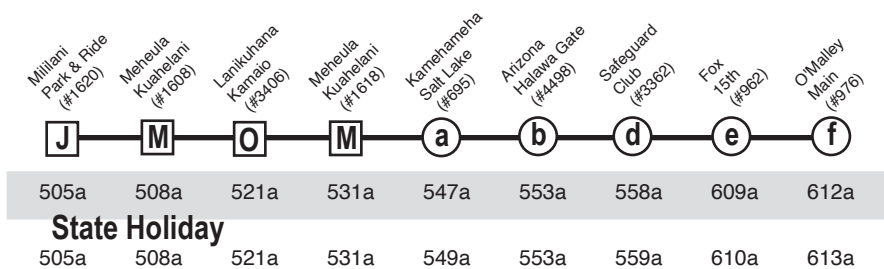 Mililani
Park & Ride
(#1620)
Meheula
Kuahelani
(#1608)
Lanikuhana
Kamaio
(#3406)
Meheula
Kuahelani
(#1618)
Kamehameha
Salt Lake
(#695)
Arizona
Halawa Gate
(#4498)
Safeguard
Club
(#3362)
Fox
15th
(#962)
O'Malley
Main
(#976)
J M O M a b d e f
505a 508a 521a 531a 547a 553a 558a 609a 612a
State Holiday
505a 508a 521a 531a 549a 553a 559a 610a 613a